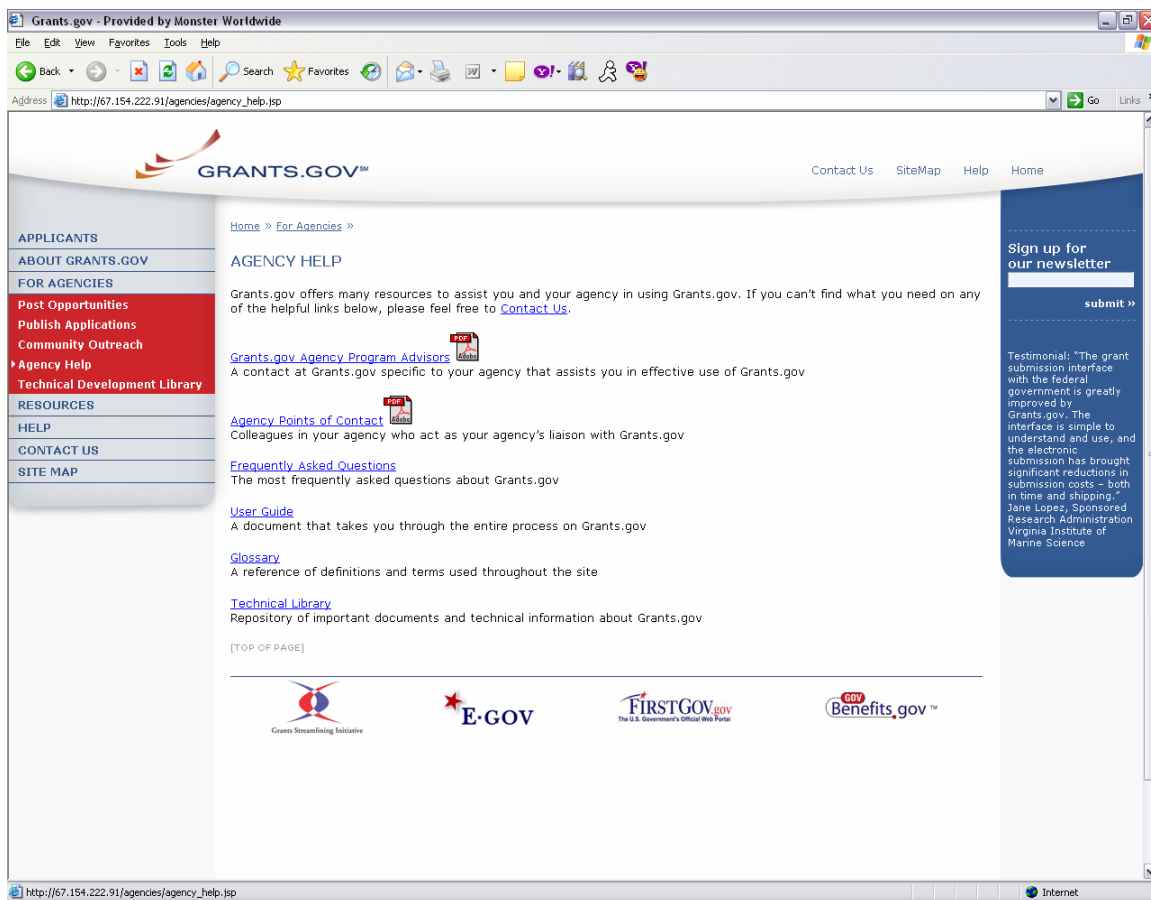 Grants.gov - Provided by Monster Worldwide
File Edit View Favorites Tools Help
Back Search Favorites
Address http://67.154.222.91/agencies/agency_help.jsp Go Links
GRANTS.GOV℠
Contact Us SiteMap Help Home
APPLICANTS
ABOUT GRANTS.GOV
FOR AGENCIES
Post Opportunities
Publish Applications
Community Outreach
Agency Help
Technical Development Library
RESOURCES
HELP
CONTACT US
SITE MAP
Home » For Agencies »
AGENCY HELP
Grants.gov offers many resources to assist you and your agency in using Grants.gov. If you can't find what you need on any
of the helpful links below, please feel free to Contact Us.
PDF
Adobe
Grants.gov Agency Program Advisors
A contact at Grants.gov specific to your agency that assists you in effective use of Grants.gov
PDF
Adobe
Agency Points of Contact
Colleagues in your agency who act as your agency's liaison with Grants.gov
Frequently Asked Questions
The most frequently asked questions about Grants.gov
User Guide
A document that takes you through the entire process on Grants.gov
Glossary
A reference of definitions and terms used throughout the site
Technical Library
Repository of important documents and technical information about Grants.gov
[TOP OF PAGE]
Sign up for
our newsletter
submit »
Testimonial: "The grant
submission interface
with the federal
government is greatly
improved by
Grants.gov. The
interface is simple to
understand and use, and
the electronic
submission has brought
significant reductions in
submission costs – both
in time and shipping."
Jane Lopez, Sponsored
Research Administration
Virginia Institute of
Marine Science
Grants Streamlining Initiative
E·GOV
FIRSTGOV.gov
The U.S. Government's Official Web Portal
GOV
Benefits.gov ™
http://67.154.222.91/agencies/agency_help.jsp Internet